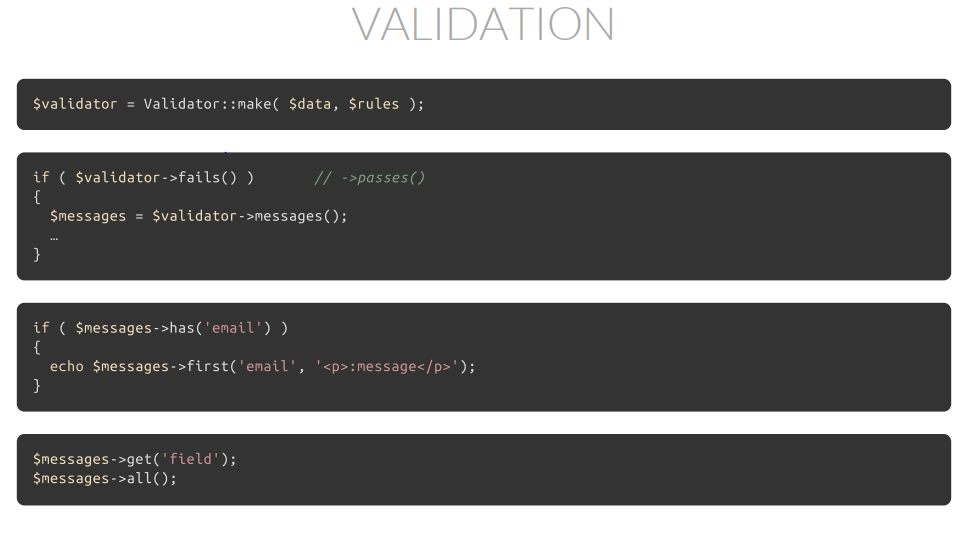 VALIDATION
$validator = Validator::make( $data, $rules );
if ( $validator->fails() )       // ->passes()
{
  $messages = $validator->messages();
  …
}
if ( $messages->has('email') )
{
  echo $messages->first('email', '<p>:message</p>');
}
$messages->get('field');
$messages->all();